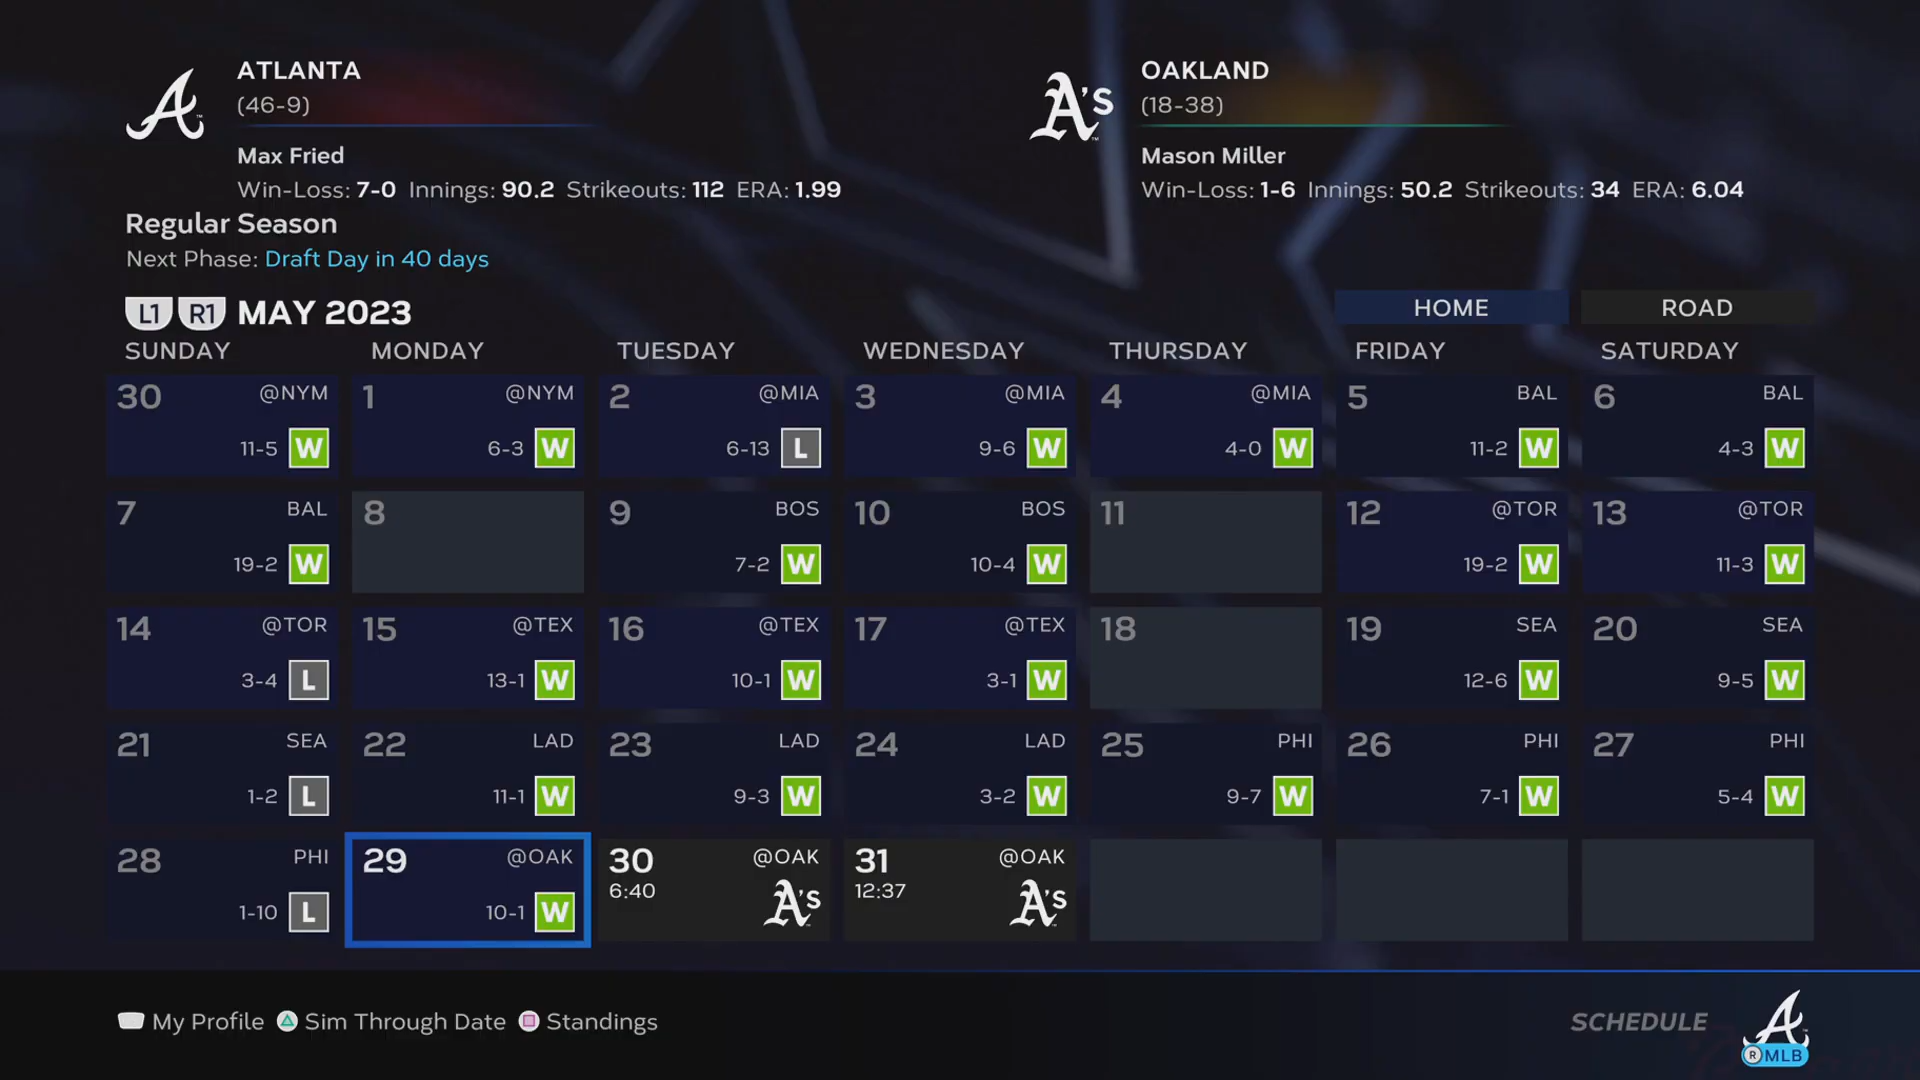 ATLANTA
(46-9)
Max Fried
Win-Loss: 7-0 Innings: 90.2 Strikeouts: 112 ERA: 1.99
OAKLAND
(18-38)
Mason Miller
Win-Loss: 1-6 Innings: 50.2 Strikeouts: 34 ERA: 6.04
A'S
Regular Season
Next Phase: Draft Day in 40 days
L1 R1 MAY 2023
HOME ROAD
SUNDAY MONDAY TUESDAY WEDNESDAY THURSDAY FRIDAY SATURDAY
30 @NYM 1 @NYM 2 @MIA 3 @MIA 4 @MIA 5 BAL 6 BAL
11-5 W 6-3 W 6-13 L 9-6 W 4-0 W 11-2 W 4-3 W
7 BAL 8 9 BOS 10 BOS 11 12 @TOR 13 @TOR
19-2 W 7-2 W 10-4 W 19-2 W 11-3 W
14 @TOR 15 @TEX 16 @TEX 17 @TEX 18 19 SEA 20 SEA
3-4 L 13-1 W 10-1 W 3-1 W 12-6 W 9-5 W
21 SEA 22 LAD 23 LAD 24 LAD 25 PHI 26 PHI 27 PHI
1-2 L 11-1 W 9-3 W 3-2 W 9-7 W 7-1 W 5-4 W
28 PHI 29 @OAK 30 @OAK 31 @OAK
1-10 L 10-1 W 6:40 A's 12:37 A's
My Profile Sim Through Date Standings
SCHEDULE
R MLB